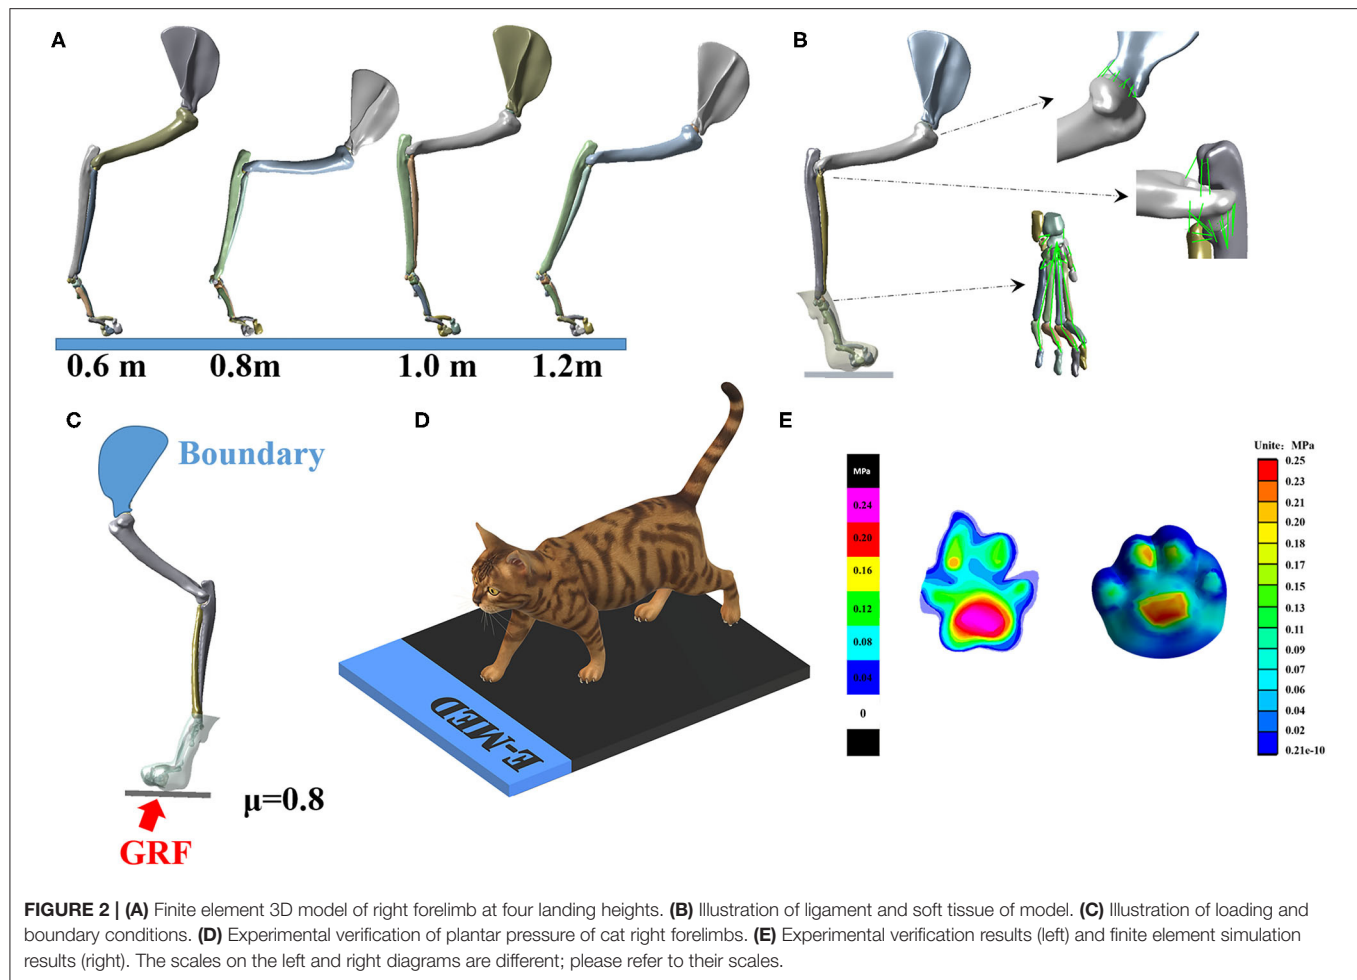 A
0.6 m
0.8m
1.0 m
1.2m
B
C
Boundary
μ=0.8
GRF
D
E-MED
E
MPa
0.24
0.20
0.16
0.12
0.08
0.04
0
Unite: MPa
0.25
0.23
0.21
0.20
0.18
0.17
0.15
0.13
0.11
0.09
0.07
0.06
0.04
0.02
0.21e-10
FIGURE 2 | (A) Finite element 3D model of right forelimb at four landing heights. (B) Illustration of ligament and soft tissue of model. (C) Illustration of loading and
boundary conditions. (D) Experimental verification of plantar pressure of cat right forelimbs. (E) Experimental verification results (left) and finite element simulation
results (right). The scales on the left and right diagrams are different; please refer to their scales.